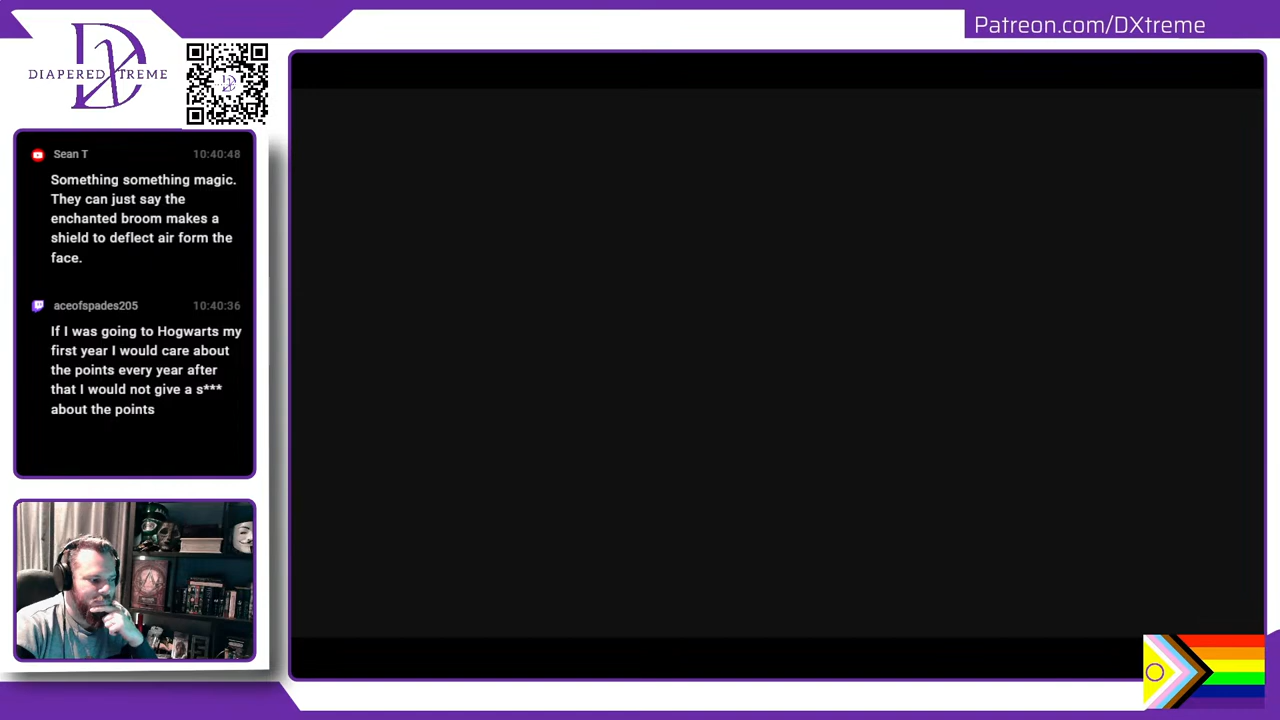 Patreon.com/DXtreme
DIAPERED XTREME
Sean T 10:40:48
Something something magic.
They can just say the
enchanted broom makes a
shield to deflect air form the
face.
aceofspades205 10:40:36
If I was going to Hogwarts my
first year I would care about
the points every year after
that I would not give a s***
about the points